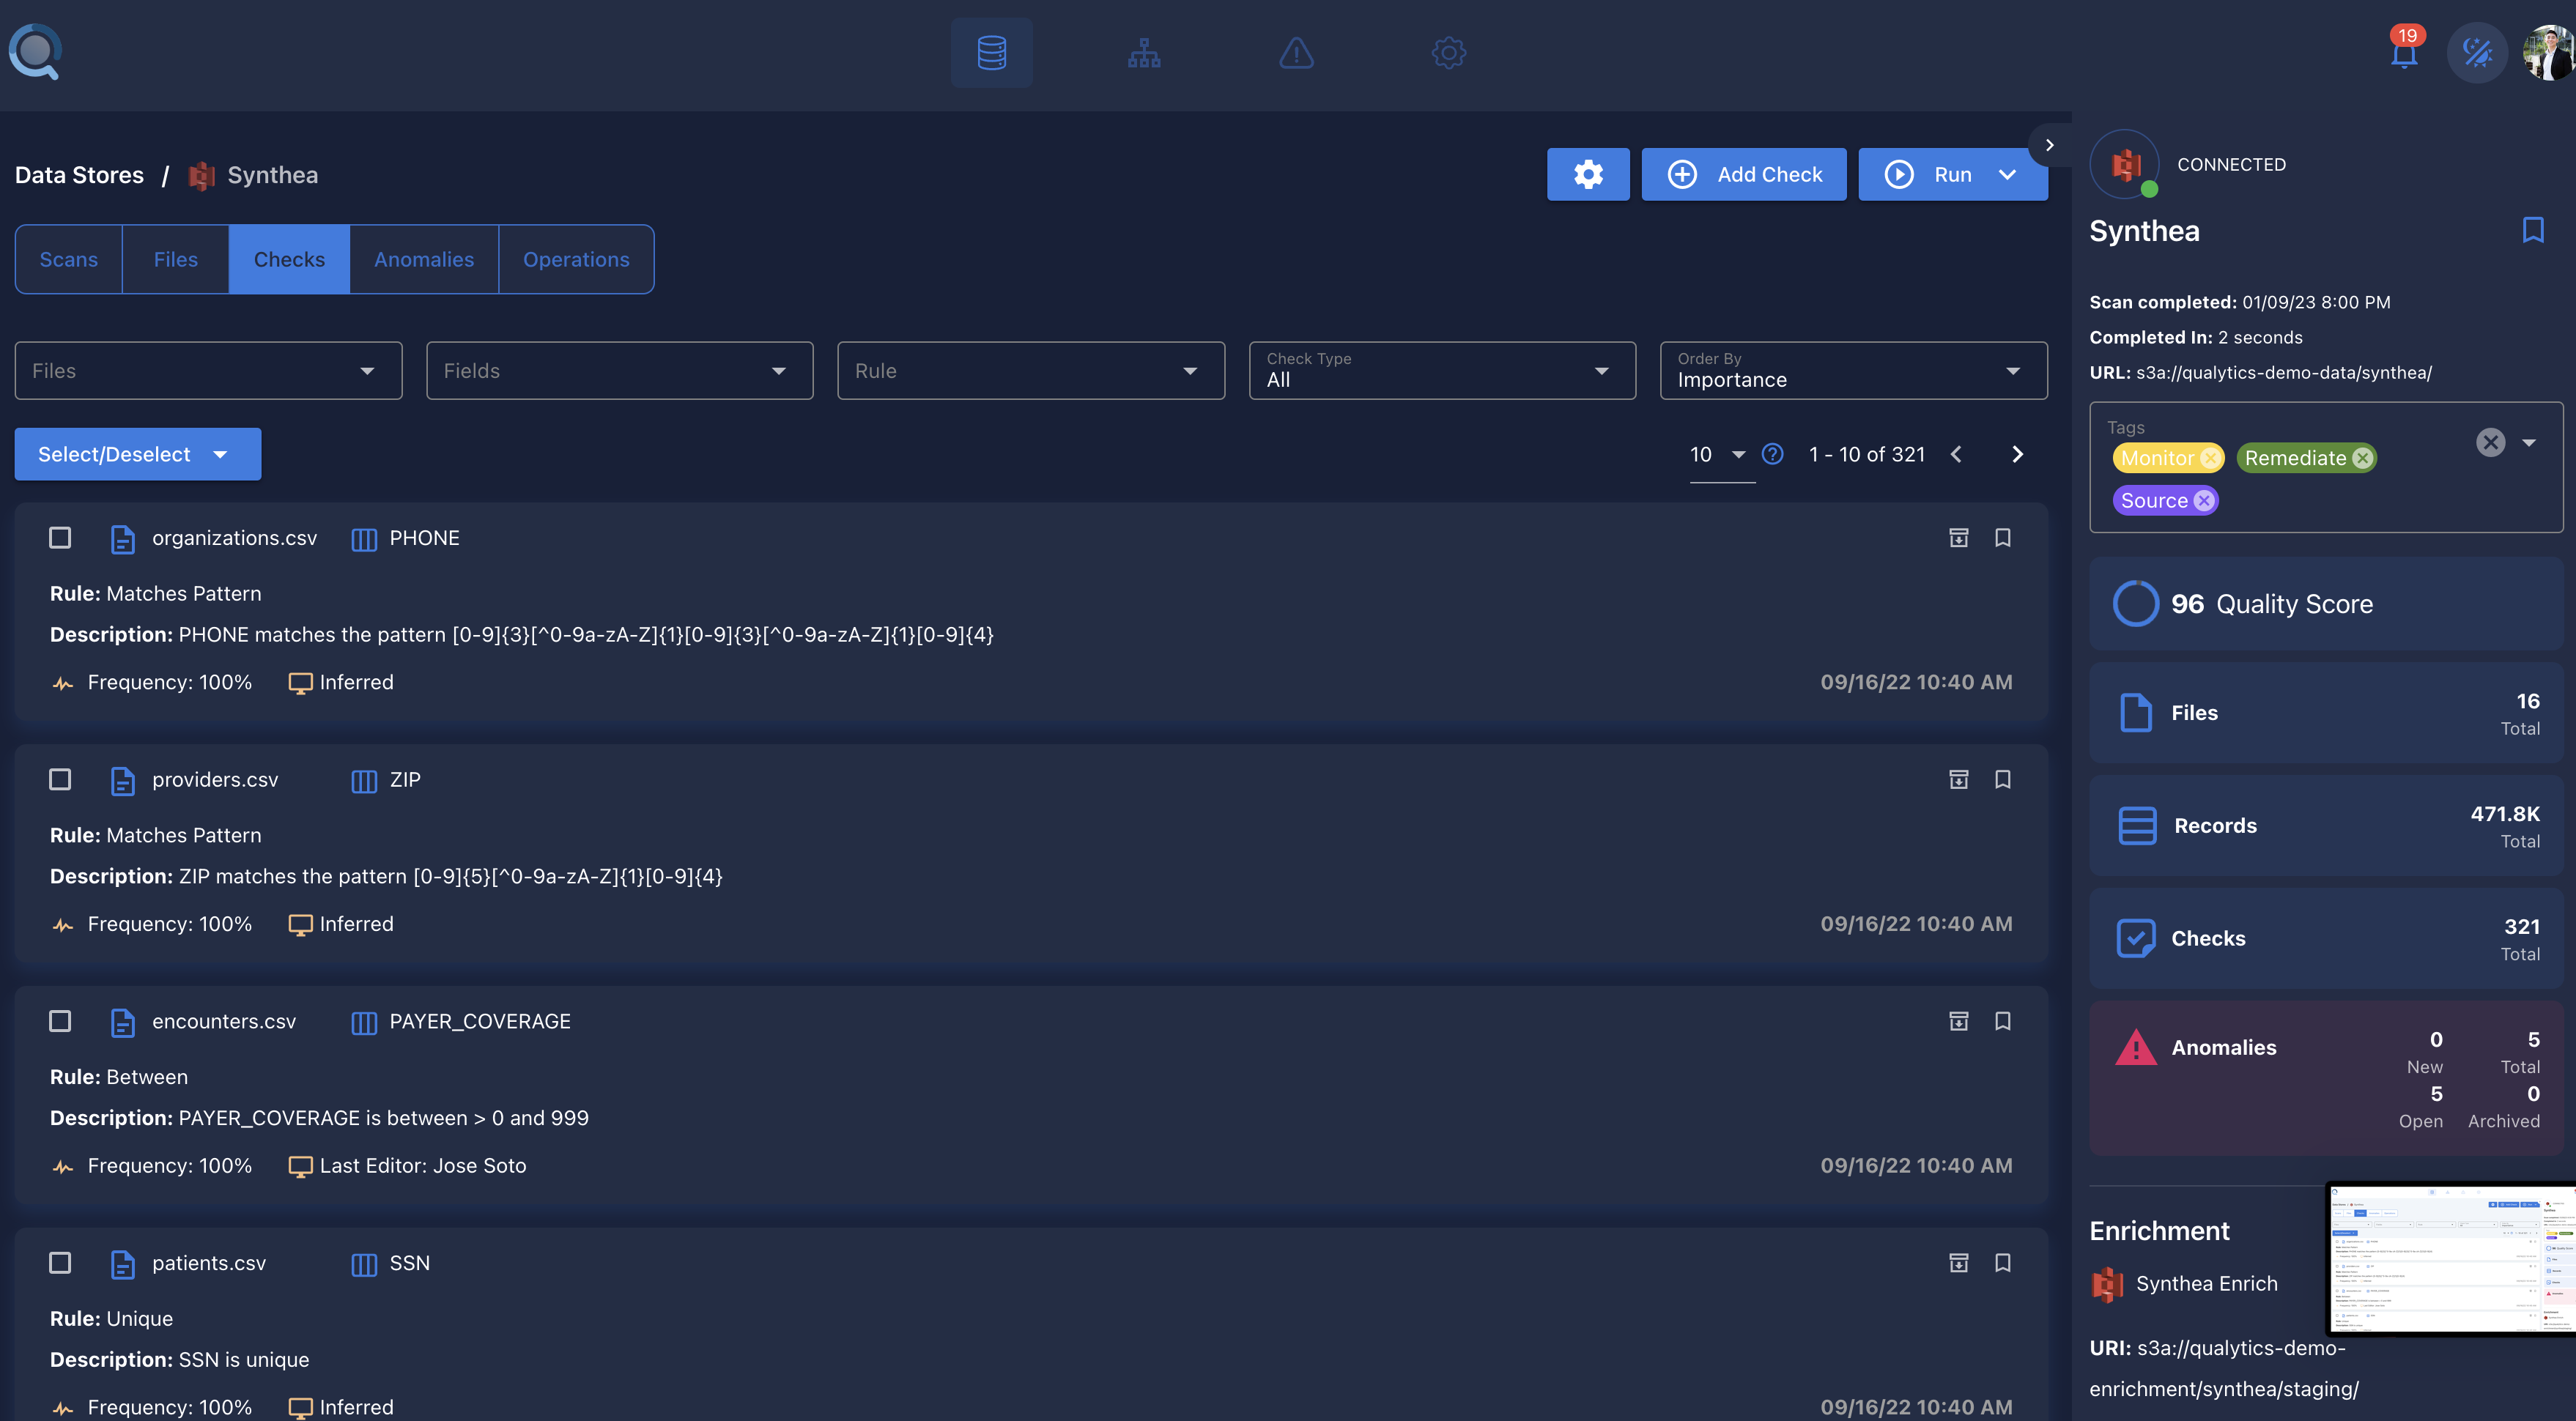 19
Data Stores / Synthea
Add Check
Run
Scans
Files
Checks
Anomalies
Operations
Files
Fields
Rule
Check Type
All
Order By
Importance
Select/Deselect
10
1 - 10 of 321
organizations.csv
PHONE
Rule: Matches Pattern
Description: PHONE matches the pattern [0-9]{3}[^0-9a-zA-Z]{1}[0-9]{3}[^0-9a-zA-Z]{1}[0-9]{4}
Frequency: 100%
Inferred
09/16/22 10:40 AM
providers.csv
ZIP
Rule: Matches Pattern
Description: ZIP matches the pattern [0-9]{5}[^0-9a-zA-Z]{1}[0-9]{4}
Frequency: 100%
Inferred
09/16/22 10:40 AM
encounters.csv
PAYER_COVERAGE
Rule: Between
Description: PAYER_COVERAGE is between > 0 and 999
Frequency: 100%
Last Editor: Jose Soto
09/16/22 10:40 AM
patients.csv
SSN
Rule: Unique
Description: SSN is unique
Frequency: 100%
Inferred
09/16/22 10:40 AM
CONNECTED
Synthea
Scan completed: 01/09/23 8:00 PM
Completed In: 2 seconds
URL: s3a://qualytics-demo-data/synthea/
Tags
Monitor
Remediate
Source
96 Quality Score
Files
16
Total
Records
471.8K
Total
Checks
321
Total
Anomalies
0
New
5
Total
5
Open
0
Archived
Enrichment
Synthea Enrich
URI: s3a://qualytics-demo-
enrichment/synthea/staging/